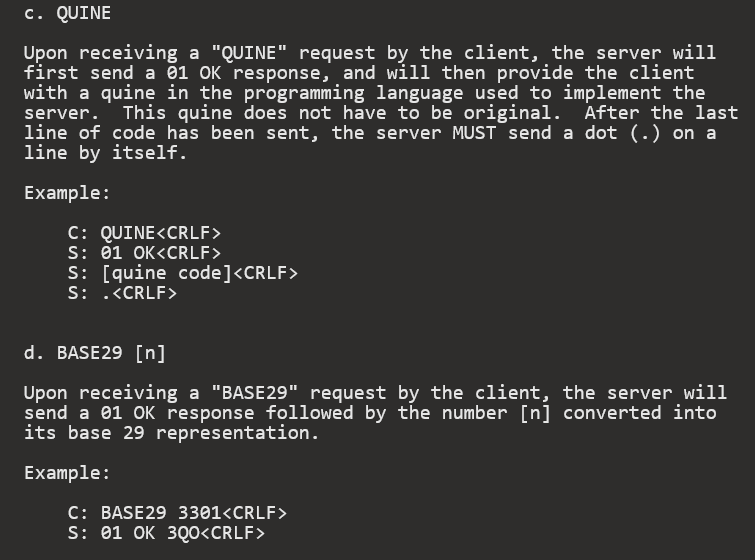 c. QUINE
Upon receiving a "QUINE" request by the client, the server will
first send a 01 OK response, and will then provide the client
with a quine in the programming language used to implement the
server.  This quine does not have to be original.  After the last
line of code has been sent, the server MUST send a dot (.) on a
line by itself.
Example:
C: QUINE<CRLF>
S: 01 OK<CRLF>
S: [quine code]<CRLF>
S: .<CRLF>
d. BASE29 [n]
Upon receiving a "BASE29" request by the client, the server will
send a 01 OK response followed by the number [n] converted into
its base 29 representation.
Example:
C: BASE29 3301<CRLF>
S: 01 OK 3QO<CRLF>